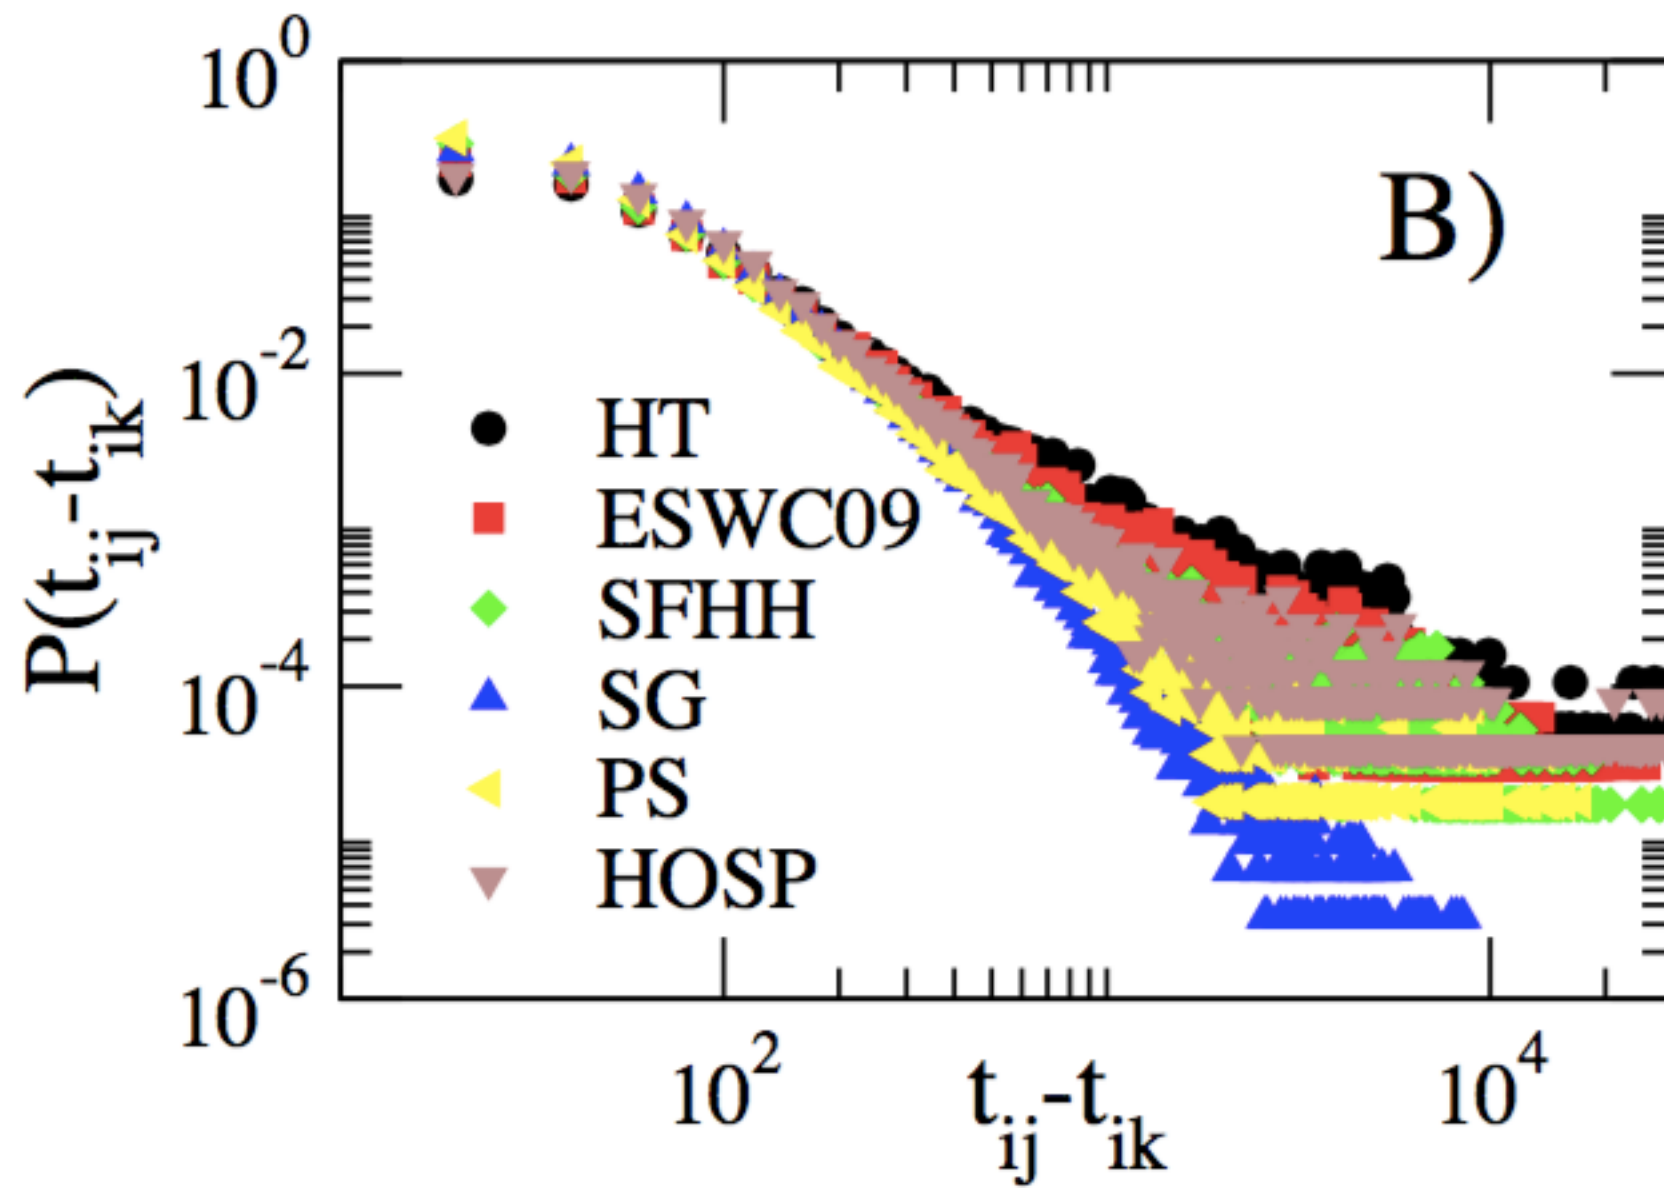 10^0
B)
10^-2
P(t_ij-t_ik)
HT
ESWC09
SFHH
10^-4
SG
PS
HOSP
10^-6
10^2
t_ij-t_ik
10^4